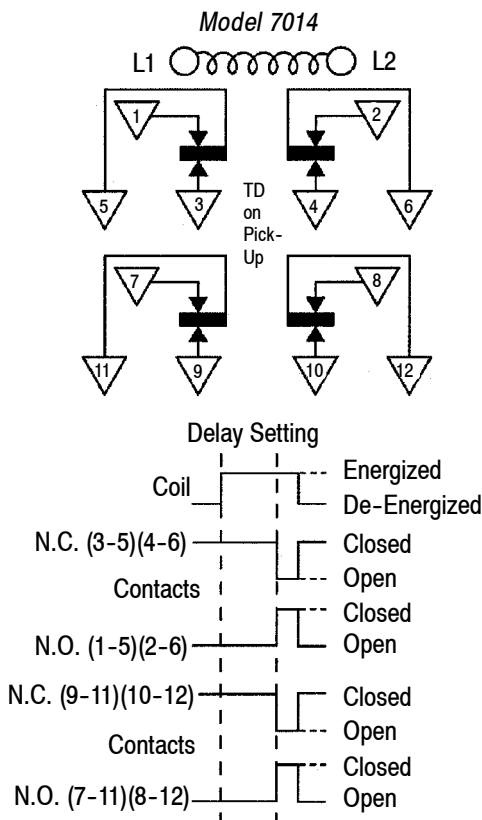 Model 7014
L1 L2
1 2
5 3 4 6
TD
on
Pick-
Up
7 8
11 9 10 12
Delay Setting
Coil
Energized
De-Energized
N.C. (3-5)(4-6)
Closed
Open
Contacts
Closed
N.O. (1-5)(2-6)
Open
N.C. (9-11)(10-12)
Closed
Open
Contacts
Closed
N.O. (7-11)(8-12)
Open